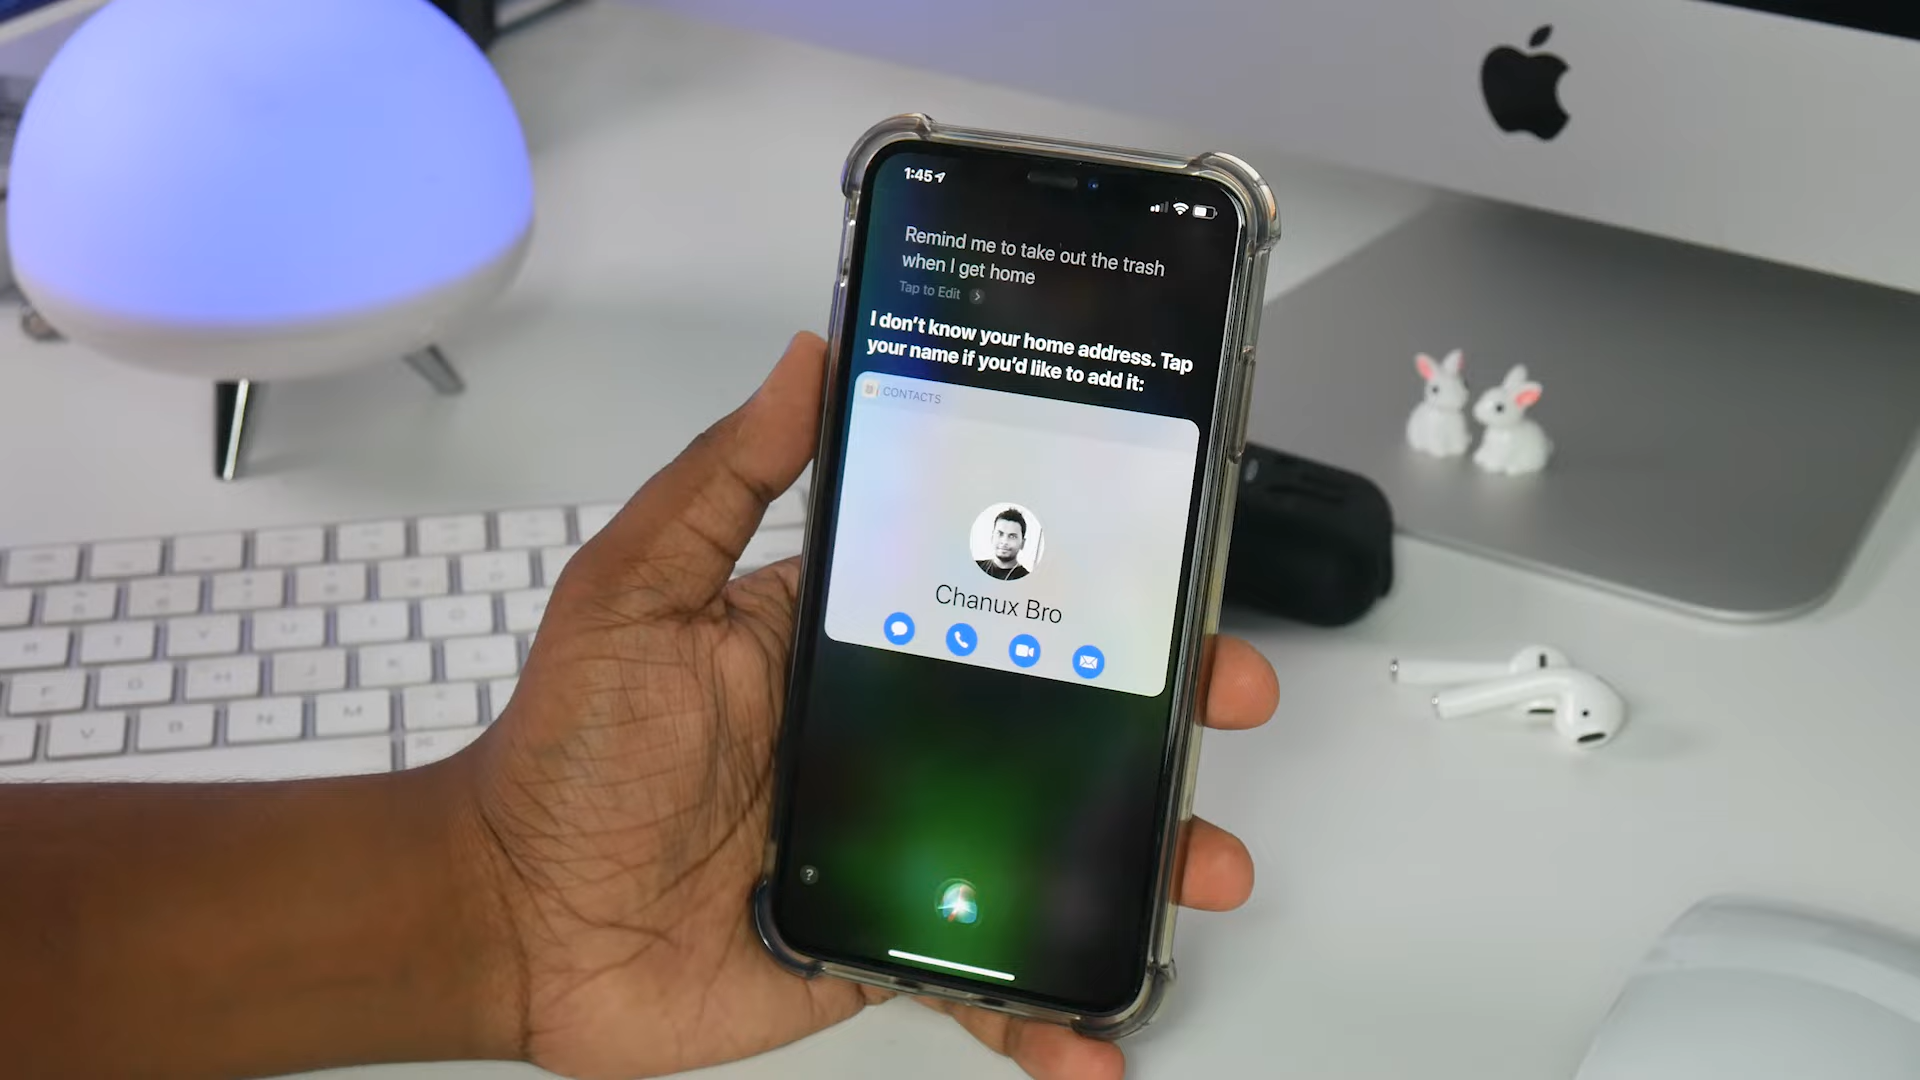 1:45
Remind me to take out the trash
when I get home
Tap to Edit
I don't know your home address. Tap
your name if you'd like to add it:
CONTACTS
Chanux Bro
?
V
B
N
M